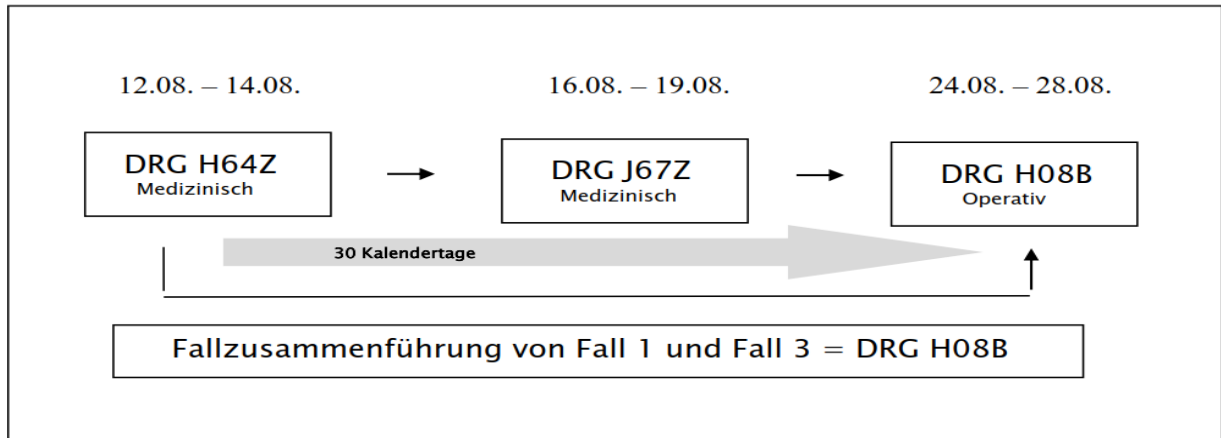 12.08. – 14.08.
16.08. – 19.08.
24.08. – 28.08.
DRG H64Z
Medizinisch
DRG J67Z
Medizinisch
DRG H08B
Operativ
30 Kalendertage
Fallzusammenführung von Fall 1 und Fall 3 = DRG H08B